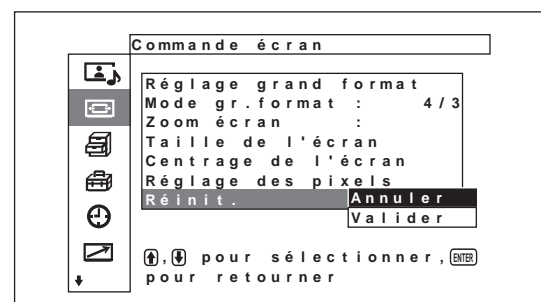 Commande écran
Réglage grand format
Mode gr.format : 4/3
Zoom écran :
Taille de l'écran
Centrage de l'écran
Réglage des pixels
Réinit. Annuler
Valider
, pour sélectionner, ENTER
pour retourner